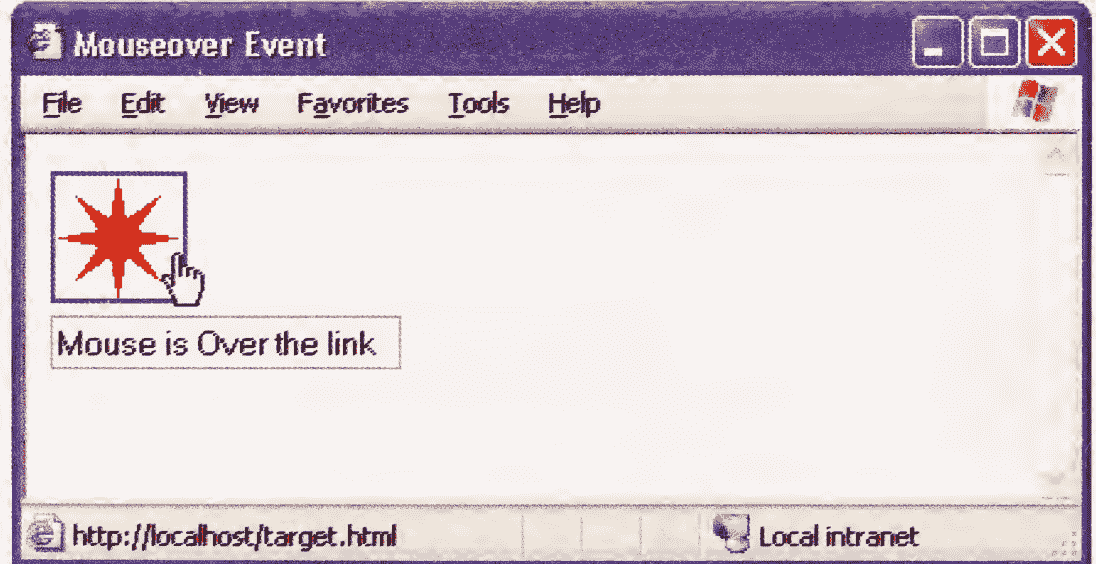 Mouseover Event
File Edit View Favorites Tools Help
Mouse is Over the link
http://localhost/target.html Local intranet